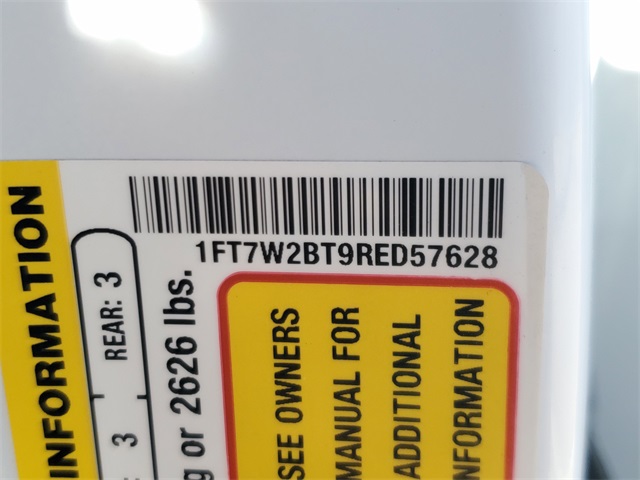 1FT7W2BT9RED57628
INFORMATION
REAR: 3
3
or 2626 lbs.
SEE OWNERS
MANUAL FOR
ADDITIONAL
INFORMATION